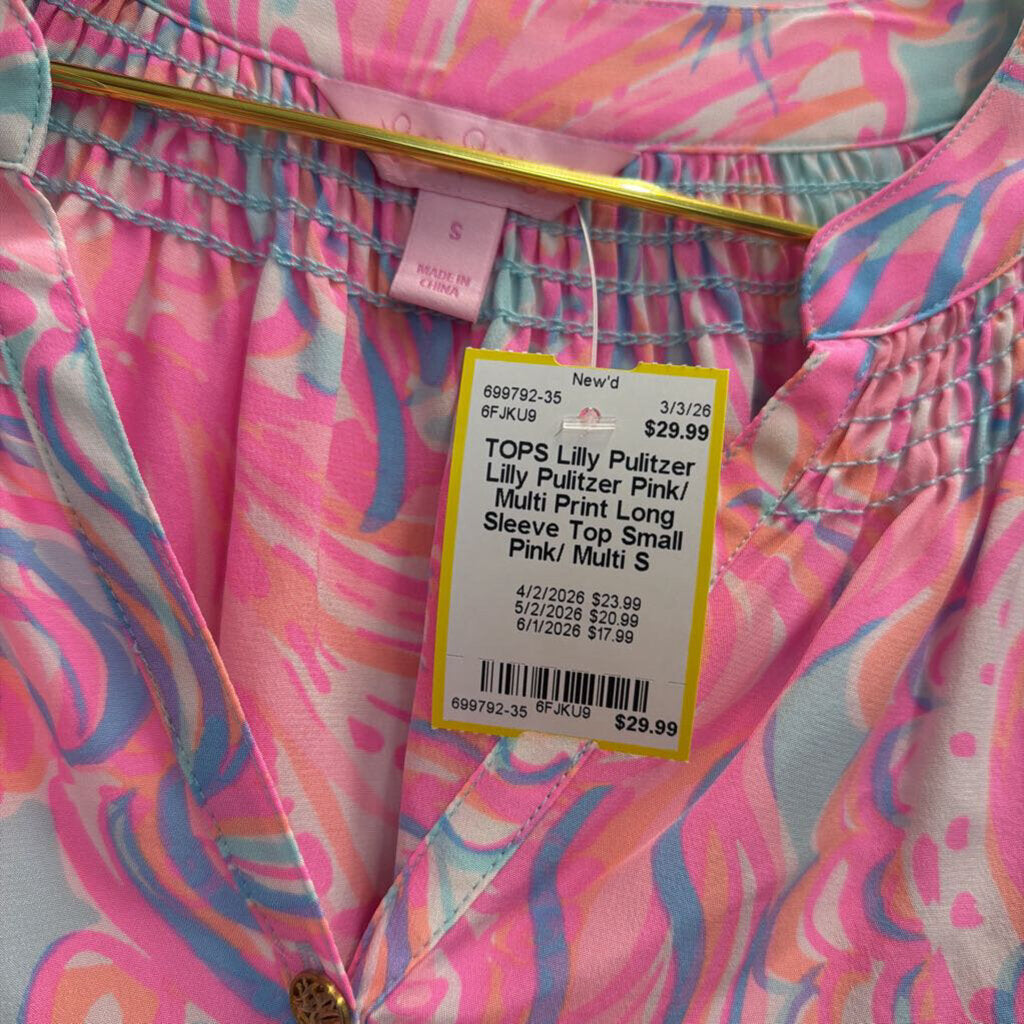 S
MADE IN
CHINA
New'd
699792-35 3/3/26
6FJKU9 $29.99
TOPS Lilly Pulitzer
Lilly Pulitzer Pink/
Multi Print Long
Sleeve Top Small
Pink/ Multi S
4/2/2026 $23.99
5/2/2026 $20.99
6/1/2026 $17.99
699792-35 6FJKU9 $29.99